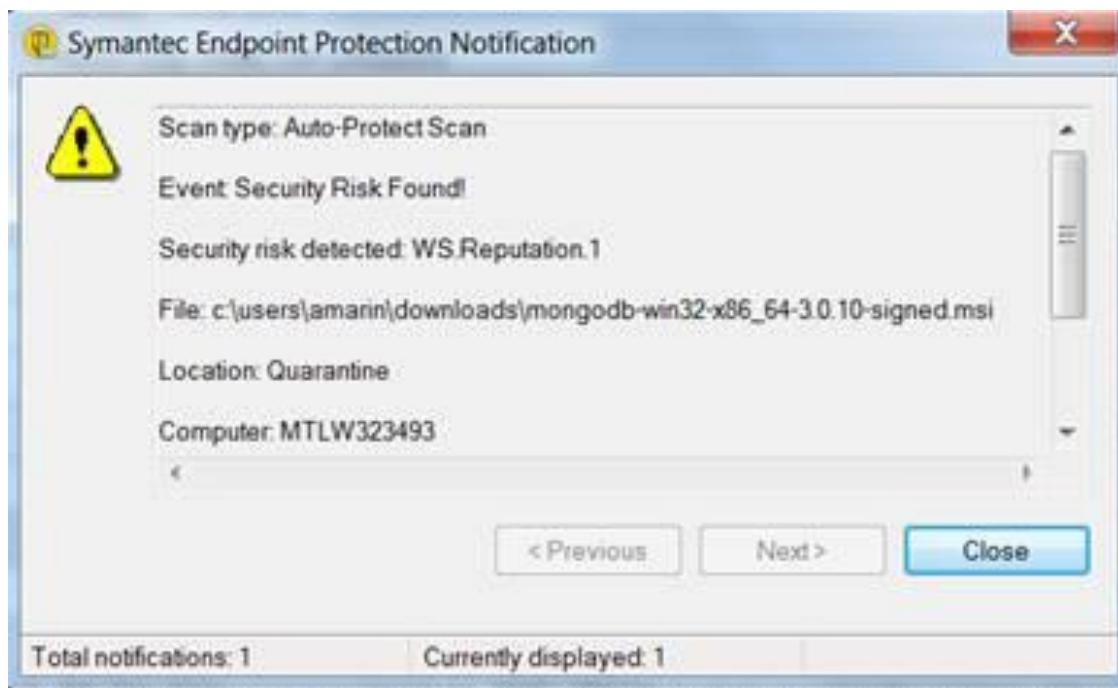 Symantec Endpoint Protection Notification
Scan type: Auto-Protect Scan
Event: Security Risk Found!
Security risk detected: WS.Reputation.1
File: c:\users\amarin\downloads\mongodb-win32-x86_64-3.0.10-signed.msi
Location: Quarantine
Computer: MTLW323493
< Previous
Next >
Close
Total notifications: 1
Currently displayed: 1